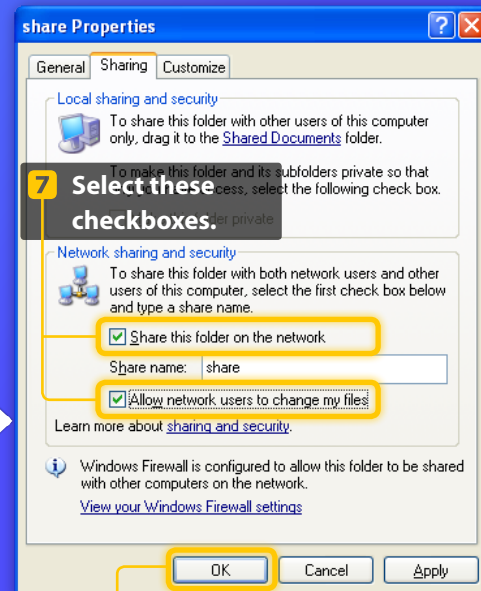 share Properties
General Sharing Customize
Local sharing and security
To share this folder with other users of this computer
only, drag it to the Shared Documents folder.
To make this folder and its subfolders private so that
select the following check box.
private
7 Select these
checkboxes.
Network sharing and security
To share this folder with both network users and other
users of this computer, select the first check box below
and type a share name.
Share this folder on the network
Share name: share
Allow network users to change my files
Learn more about sharing and security.
Windows Firewall is configured to allow this folder to be shared
with other computers on the network.
View your Windows Firewall settings
OK Cancel Apply